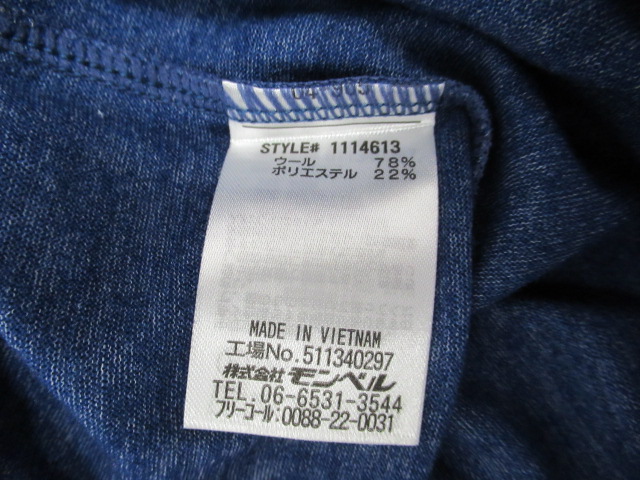 STYLE# 1114613
ウール 78%
ポリエステル 22%
MADE IN VIETNAM
工場No.511340297
株式会社モンベル
TEL.06-6531-3544
フリーコール:0088-22-0031